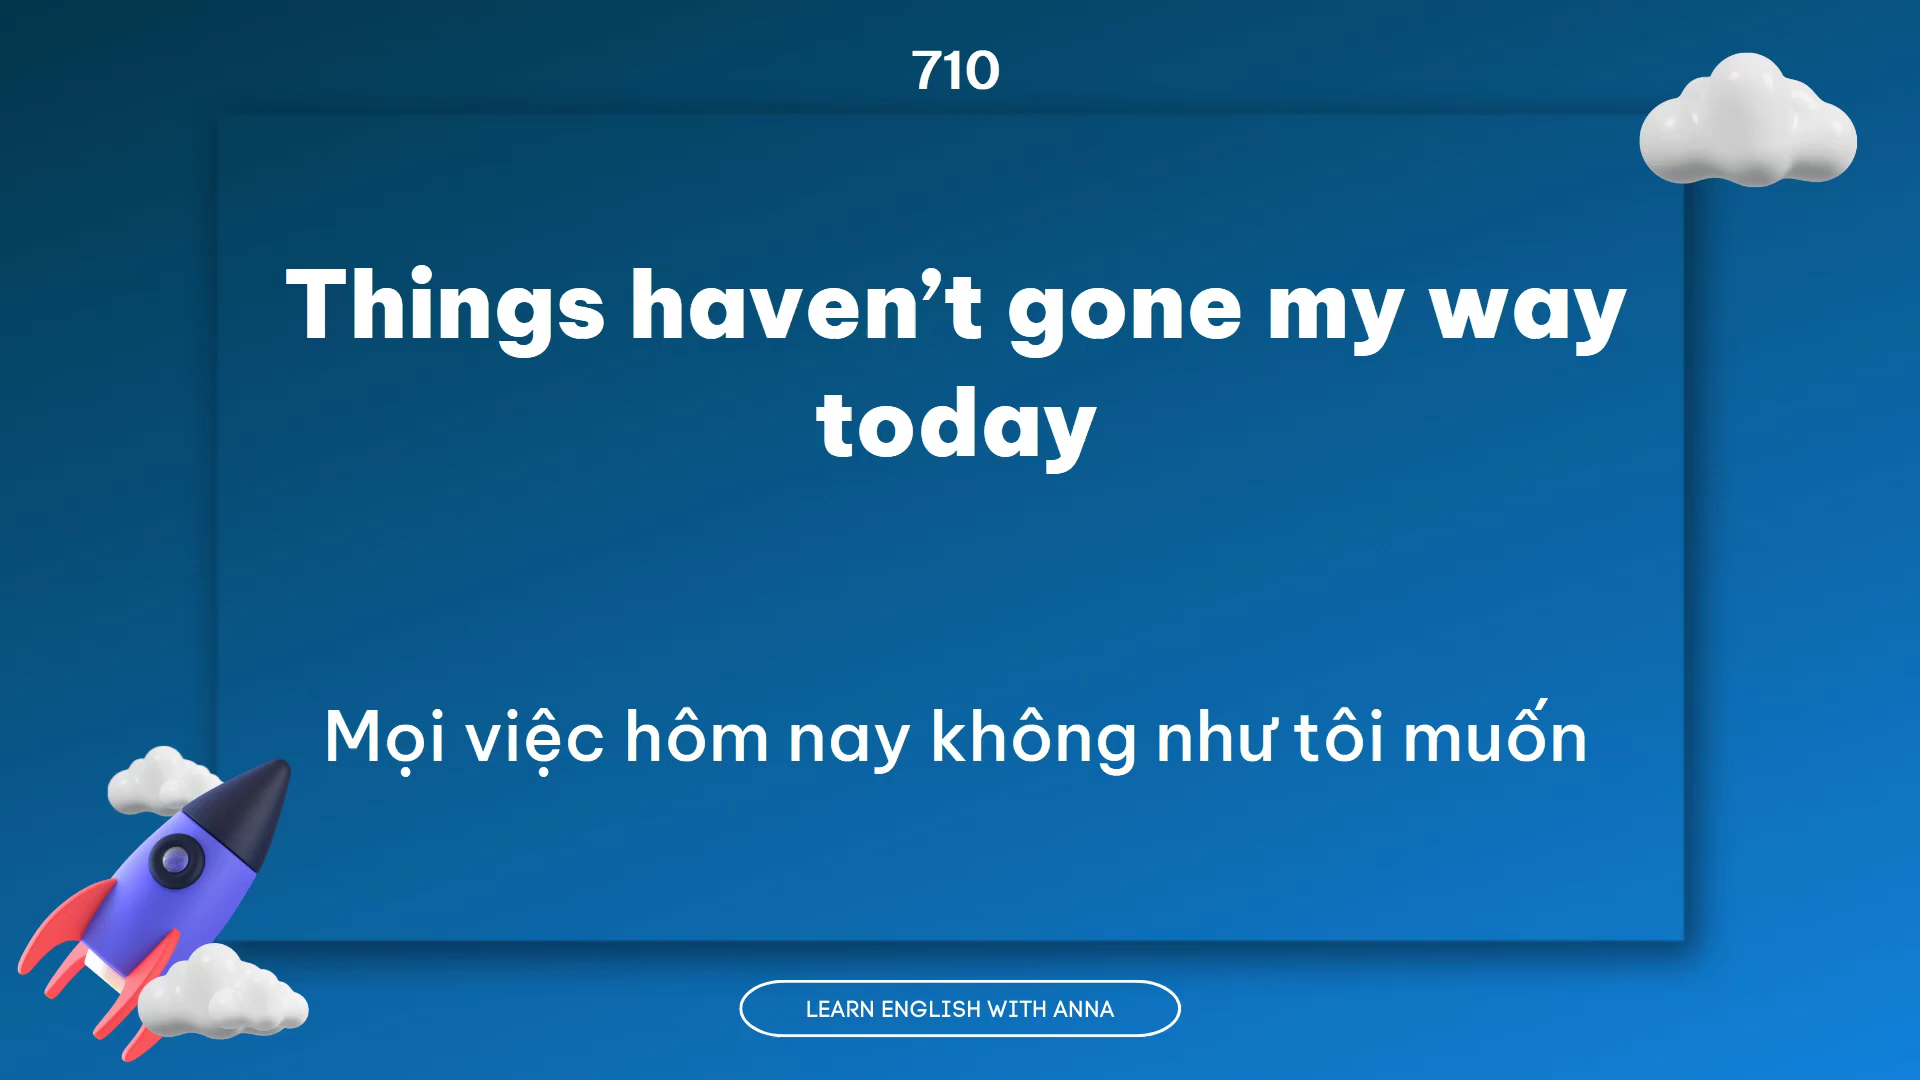 710
Things haven’t gone my way
today
Mọi việc hôm nay không như tôi muốn
LEARN ENGLISH WITH ANNA